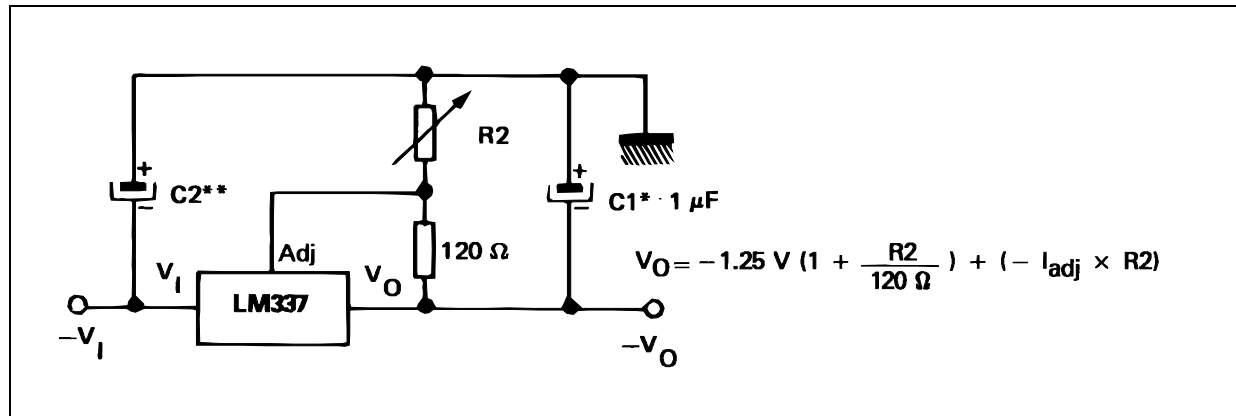 R2
+
C2**
−
+
C1* 1 μF
−
120 Ω
Adj
V_I
V_O
LM337
−V_I
−V_O
V_O = − 1.25 V (1 + R2 / 120 Ω ) + (− I_adj × R2)